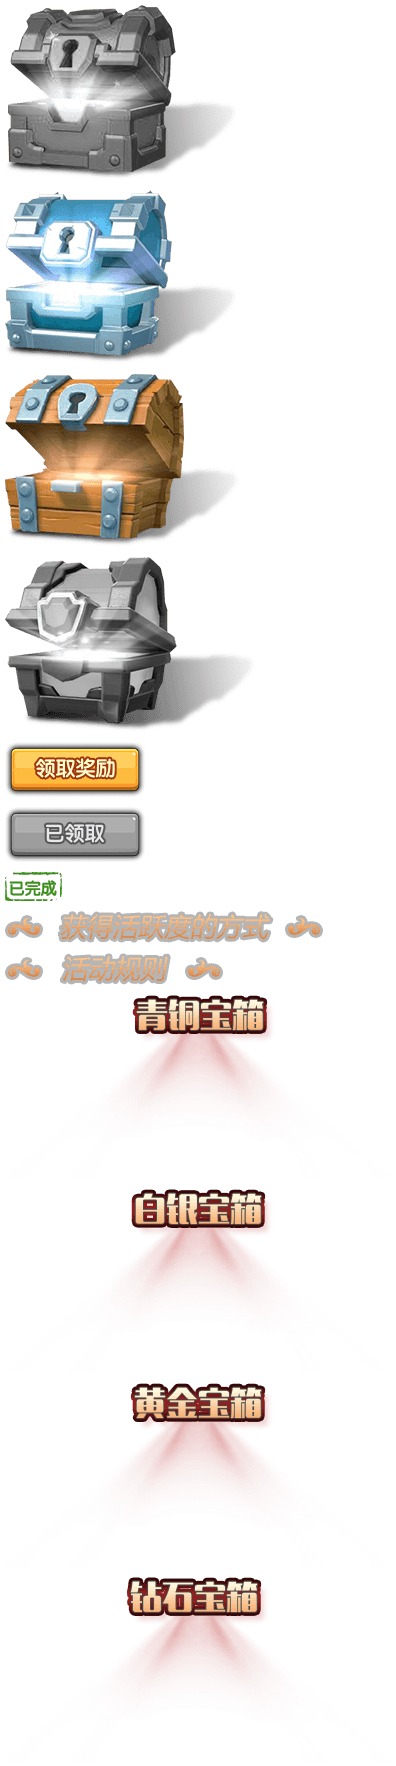 领取奖励
已领取
已完成
获得活跃度的方式
活动规则
青铜宝箱
白银宝箱
黄金宝箱
钻石宝箱